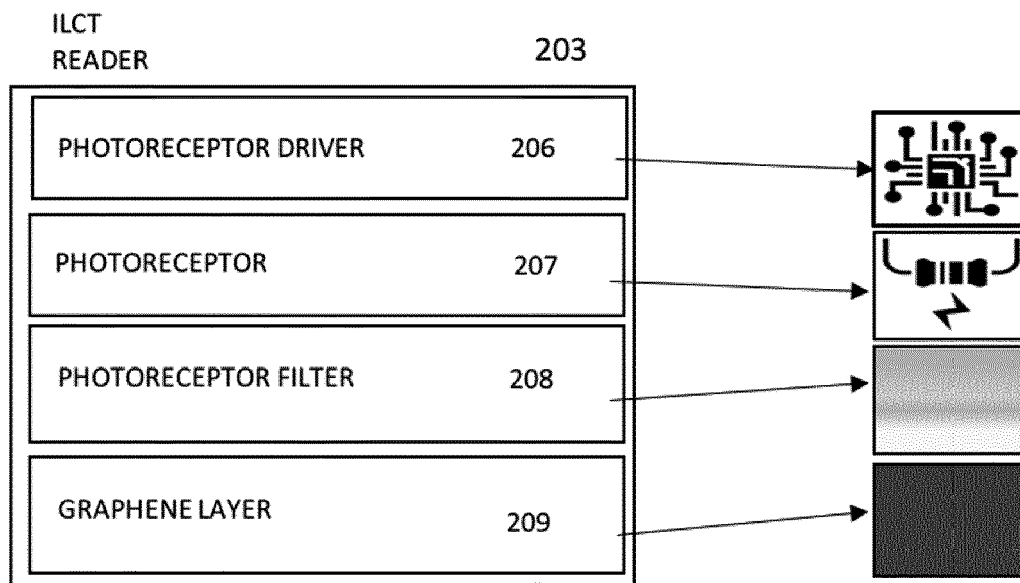 ILCT
READER
203
PHOTORECEPTOR DRIVER 206
PHOTORECEPTOR 207
PHOTORECEPTOR FILTER 208
GRAPHENE LAYER 209